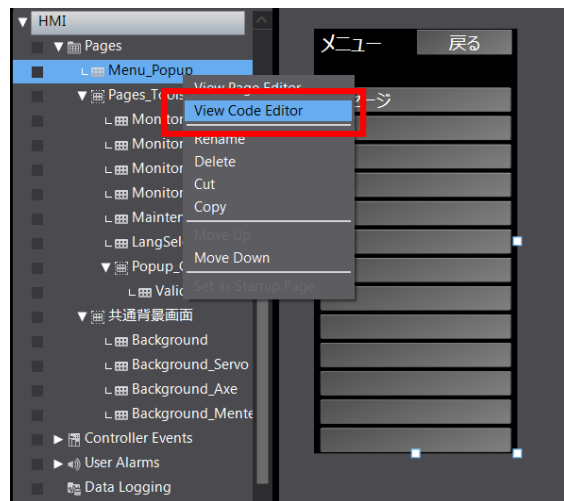 HMI
Pages
Menu_Popup
Pages_Tools
Monitor
Monitor
Monitor
Monitor
Mainter
LangSel
Popup_
Valid
共通背景画面
Background
Background_Servo
Background_Axe
Background_Mente
Controller Events
User Alarms
Data Logging
View Page Editor
View Code Editor
Rename
Delete
Cut
Copy
Move Up
Move Down
Set as Startup Page
メニュー
戻る
ージ